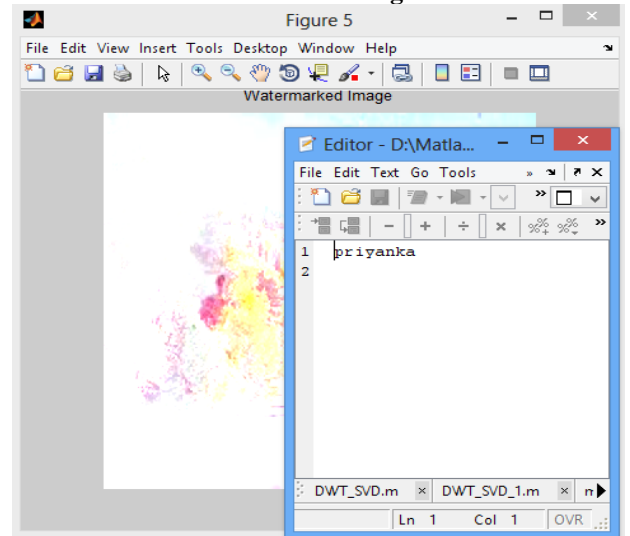 Figure 5
File Edit View Insert Tools Desktop Window Help
Watermarked Image
Editor - D:\Matla...
File Edit Text Go Tools
1 priyanka
2
DWT_SVD.m DWT_SVD_1.m
Ln 1 Col 1 OVR